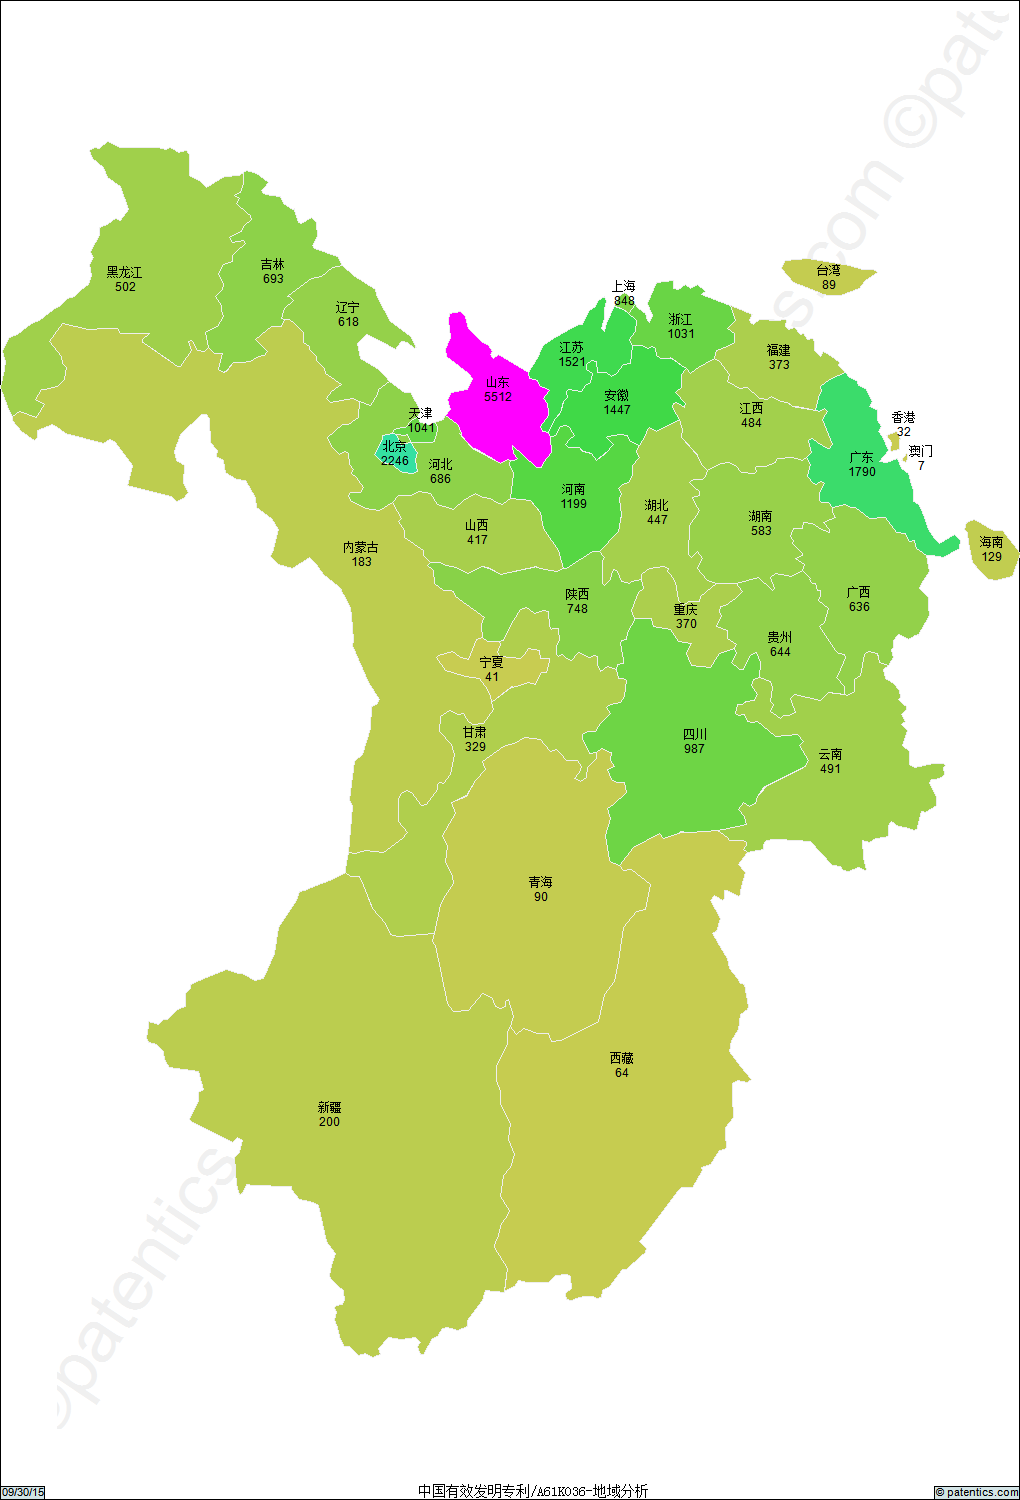 ©patentics.com ©pate
黑龙江
502
吉林
693
辽宁
618
台湾
89
上海
848
浙江
1031
江苏
1521
福建
373
山东
5512
安徽
1447
江西
484
天津
1041
香港
32
北京
2246
河北
686
广东
1790
澳门
7
河南
1199
湖北
447
湖南
583
山西
417
内蒙古
183
海南
129
陕西
748
重庆
370
广西
636
贵州
644
宁夏
41
甘肃
329
四川
987
云南
491
青海
90
西藏
64
新疆
200
09/30/15
中国有效发明专利/A61K036-地域分析
© patentics.com